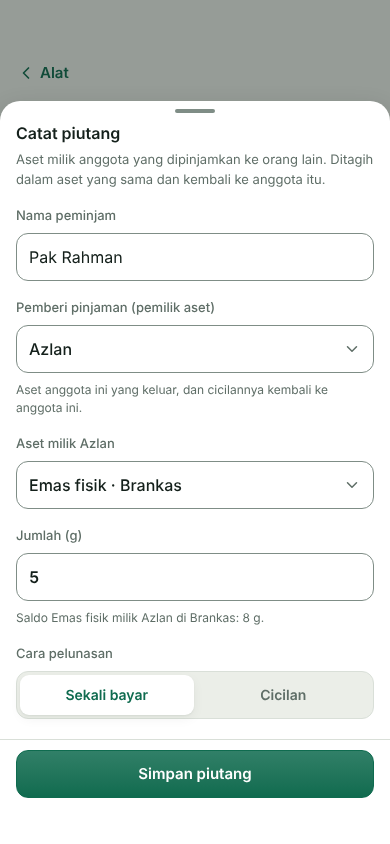 Alat
Catat piutang
Aset milik anggota yang dipinjamkan ke orang lain. Ditagih
dalam aset yang sama dan kembali ke anggota itu.
Nama peminjam
Pak Rahman
Pemberi pinjaman (pemilik aset)
Azlan
Aset anggota ini yang keluar, dan cicilannya kembali ke
anggota ini.
Aset milik Azlan
Emas fisik · Brankas
Jumlah (g)
5
Saldo Emas fisik milik Azlan di Brankas: 8 g.
Cara pelunasan
Sekali bayar
Cicilan
Simpan piutang